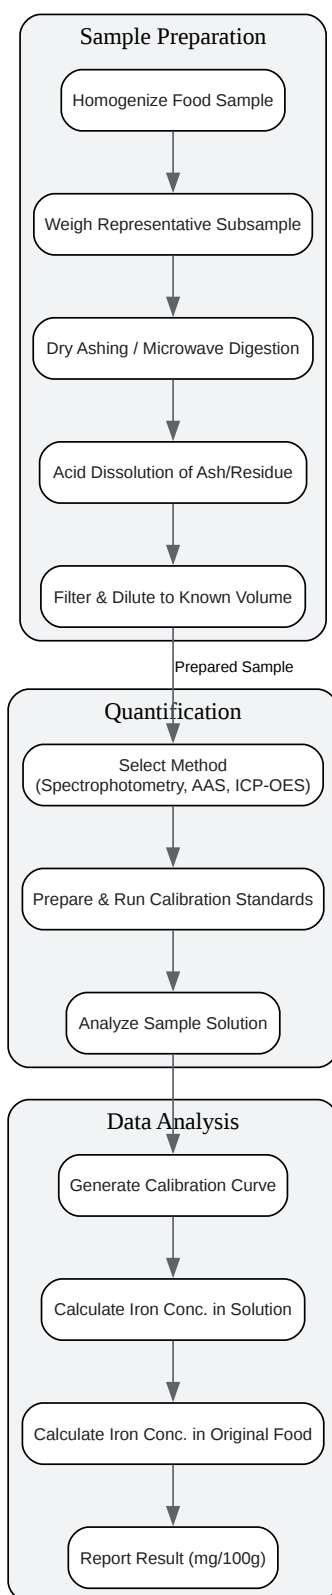 Sample Preparation
Homogenize Food Sample
Weigh Representative Subsample
Dry Ashing / Microwave Digestion
Acid Dissolution of Ash/Residue
Filter & Dilute to Known Volume
Prepared Sample
Quantification
Select Method
(Spectrophotometry, AAS, ICP-OES)
Prepare & Run Calibration Standards
Analyze Sample Solution
Data Analysis
Generate Calibration Curve
Calculate Iron Conc. in Solution
Calculate Iron Conc. in Original Food
Report Result (mg/100g)